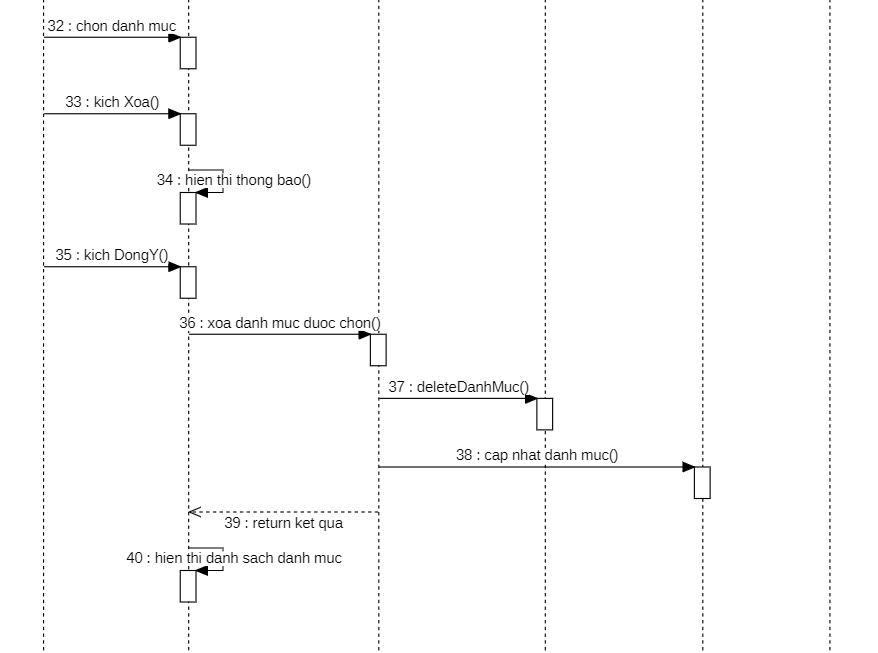 32 : chon danh muc
33 : kich Xoa()
34 : hien thi thong bao()
35 : kich DongY()
36 : xoa danh muc duoc chon()
37 : deleteDanhMuc()
38 : cap nhat danh muc()
39 : return ket qua
40 : hien thi danh sach danh muc